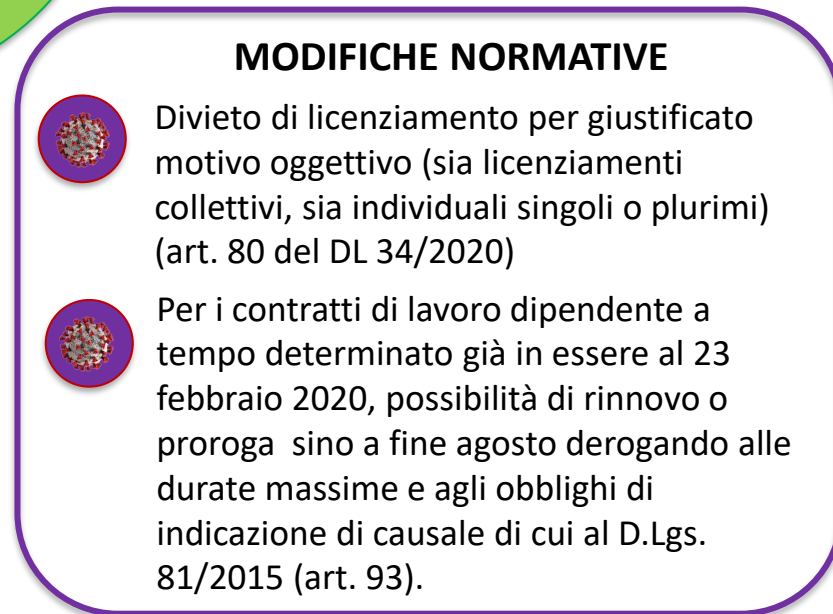 MODIFICHE NORMATIVE
Divieto di licenziamento per giustificato
motivo oggettivo (sia licenziamenti
collettivi, sia individuali singoli o plurimi)
(art. 80 del DL 34/2020)
Per i contratti di lavoro dipendente a
tempo determinato già in essere al 23
febbraio 2020, possibilità di rinnovo o
proroga sino a fine agosto derogando alle
durate massime e agli obblighi di
indicazione di causale di cui al D.Lgs.
81/2015 (art. 93).